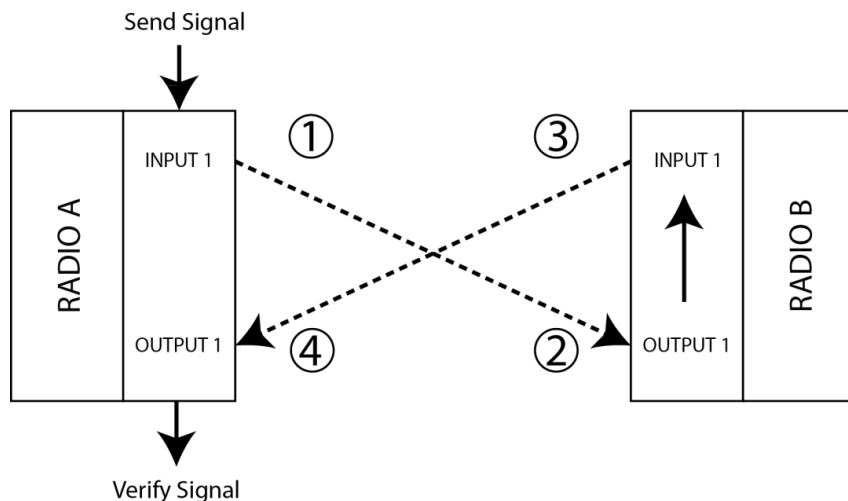 Send Signal
① ③
INPUT 1 INPUT 1
RADIO A RADIO B
OUTPUT 1 OUTPUT 1
④ ②
Verify Signal